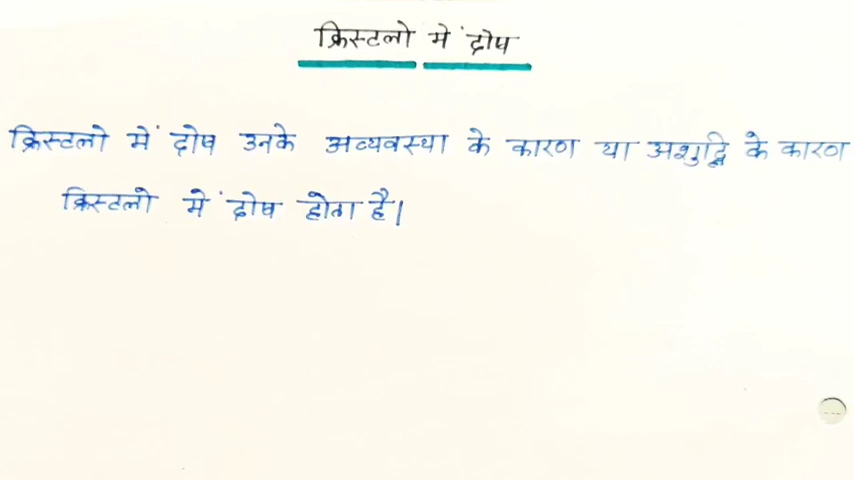 क्रिस्टलो में दोष
क्रिस्टलो में दोष उनके अव्यवस्था के कारण या अशुद्धि के कारण
क्रिस्टलो में दोष होता है।